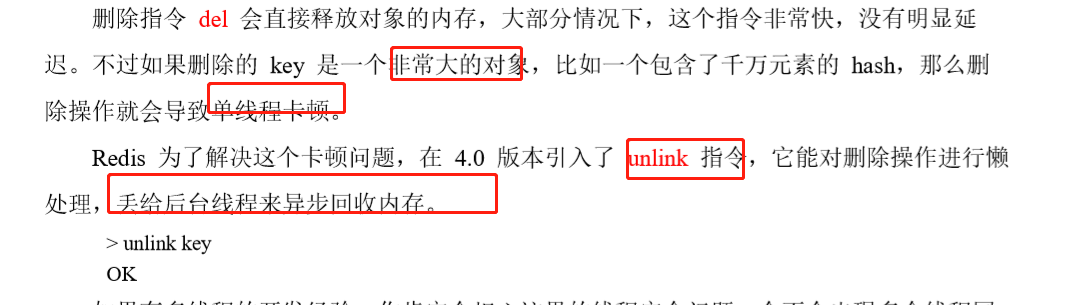 删除指令 del 会直接释放对象的内存，大部分情况下，这个指令非常快，没有明显延
迟。不过如果删除的 key 是一个非常大的对象，比如一个包含了千万元素的 hash，那么删
除操作就会导致单线程卡顿。
Redis 为了解决这个卡顿问题，在 4.0 版本引入了 unlink 指令，它能对删除操作进行懒
处理，丢给后台线程来异步回收内存。
> unlink key
OK